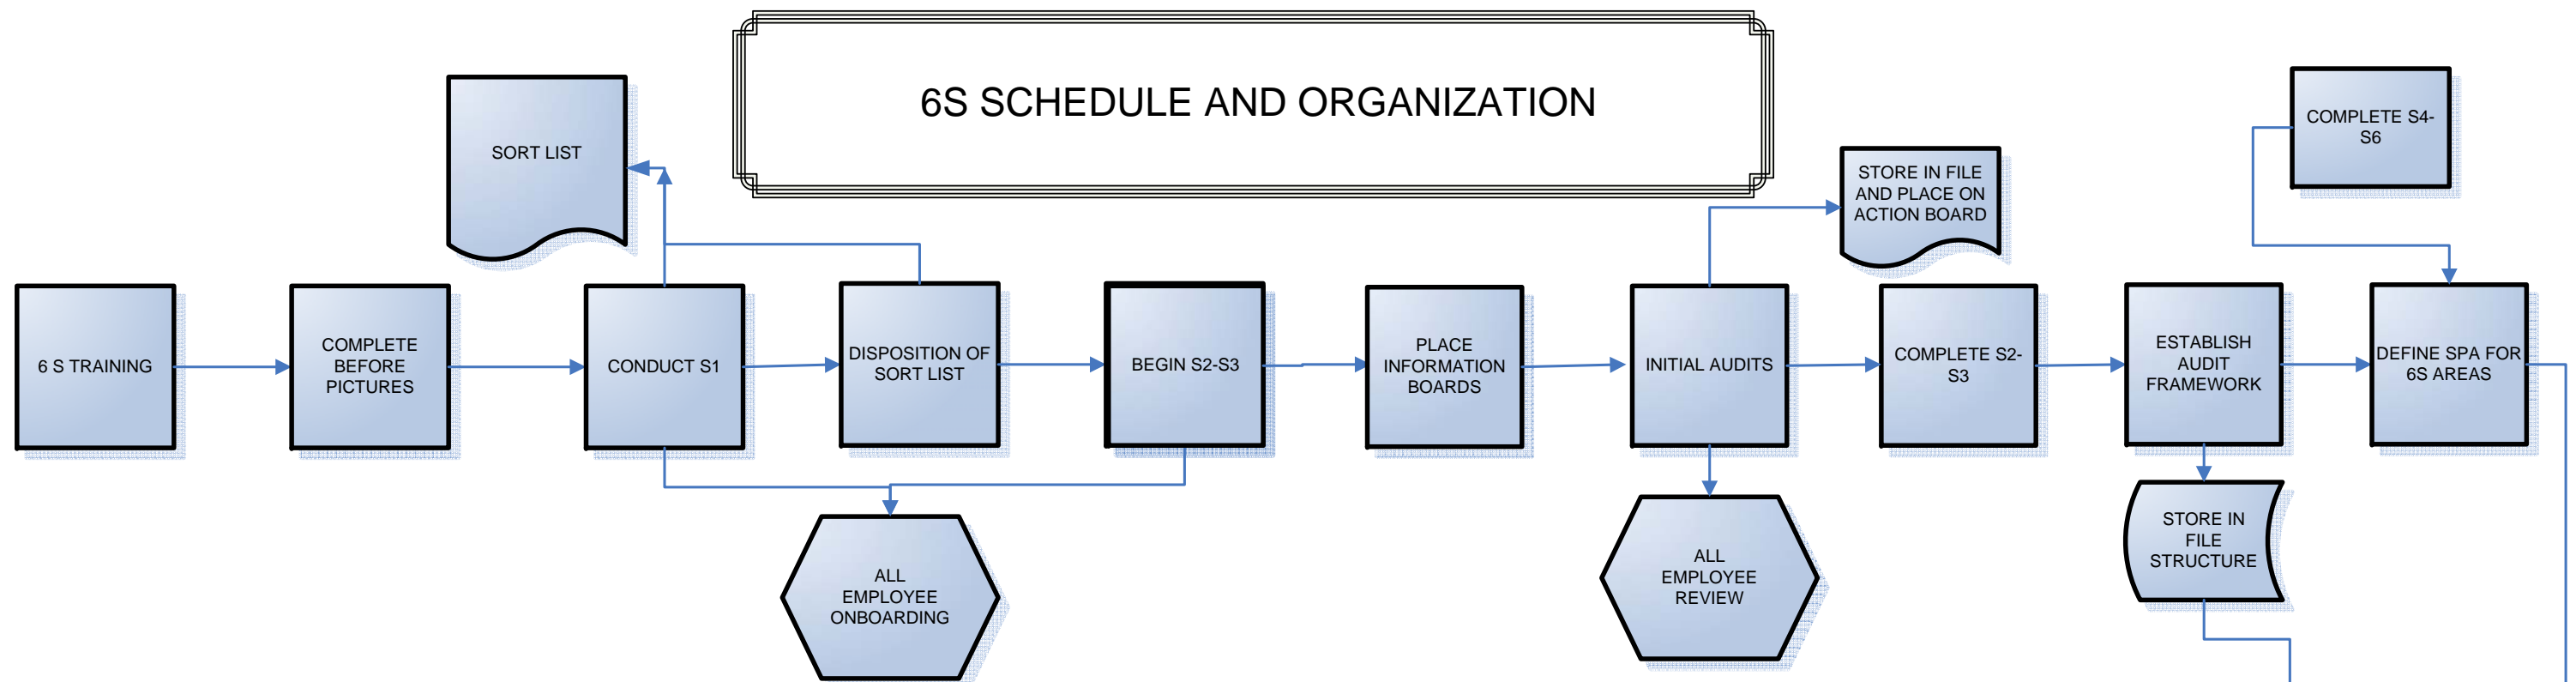 6S SCHEDULE AND ORGANIZATION
SORT LIST
COMPLETE S4-
S6
STORE IN FILE
AND PLACE ON
ACTION BOARD
6 S TRAINING
COMPLETE
BEFORE
PICTURES
CONDUCT S1
DISPOSITION OF
SORT LIST
BEGIN S2-S3
PLACE
INFORMATION
BOARDS
INITIAL AUDITS
COMPLETE S2-
S3
ESTABLISH
AUDIT
FRAMEWORK
DEFINE SPA FOR
6S AREAS
ALL
EMPLOYEE
ONBOARDING
ALL
EMPLOYEE
REVIEW
STORE IN
FILE
STRUCTURE